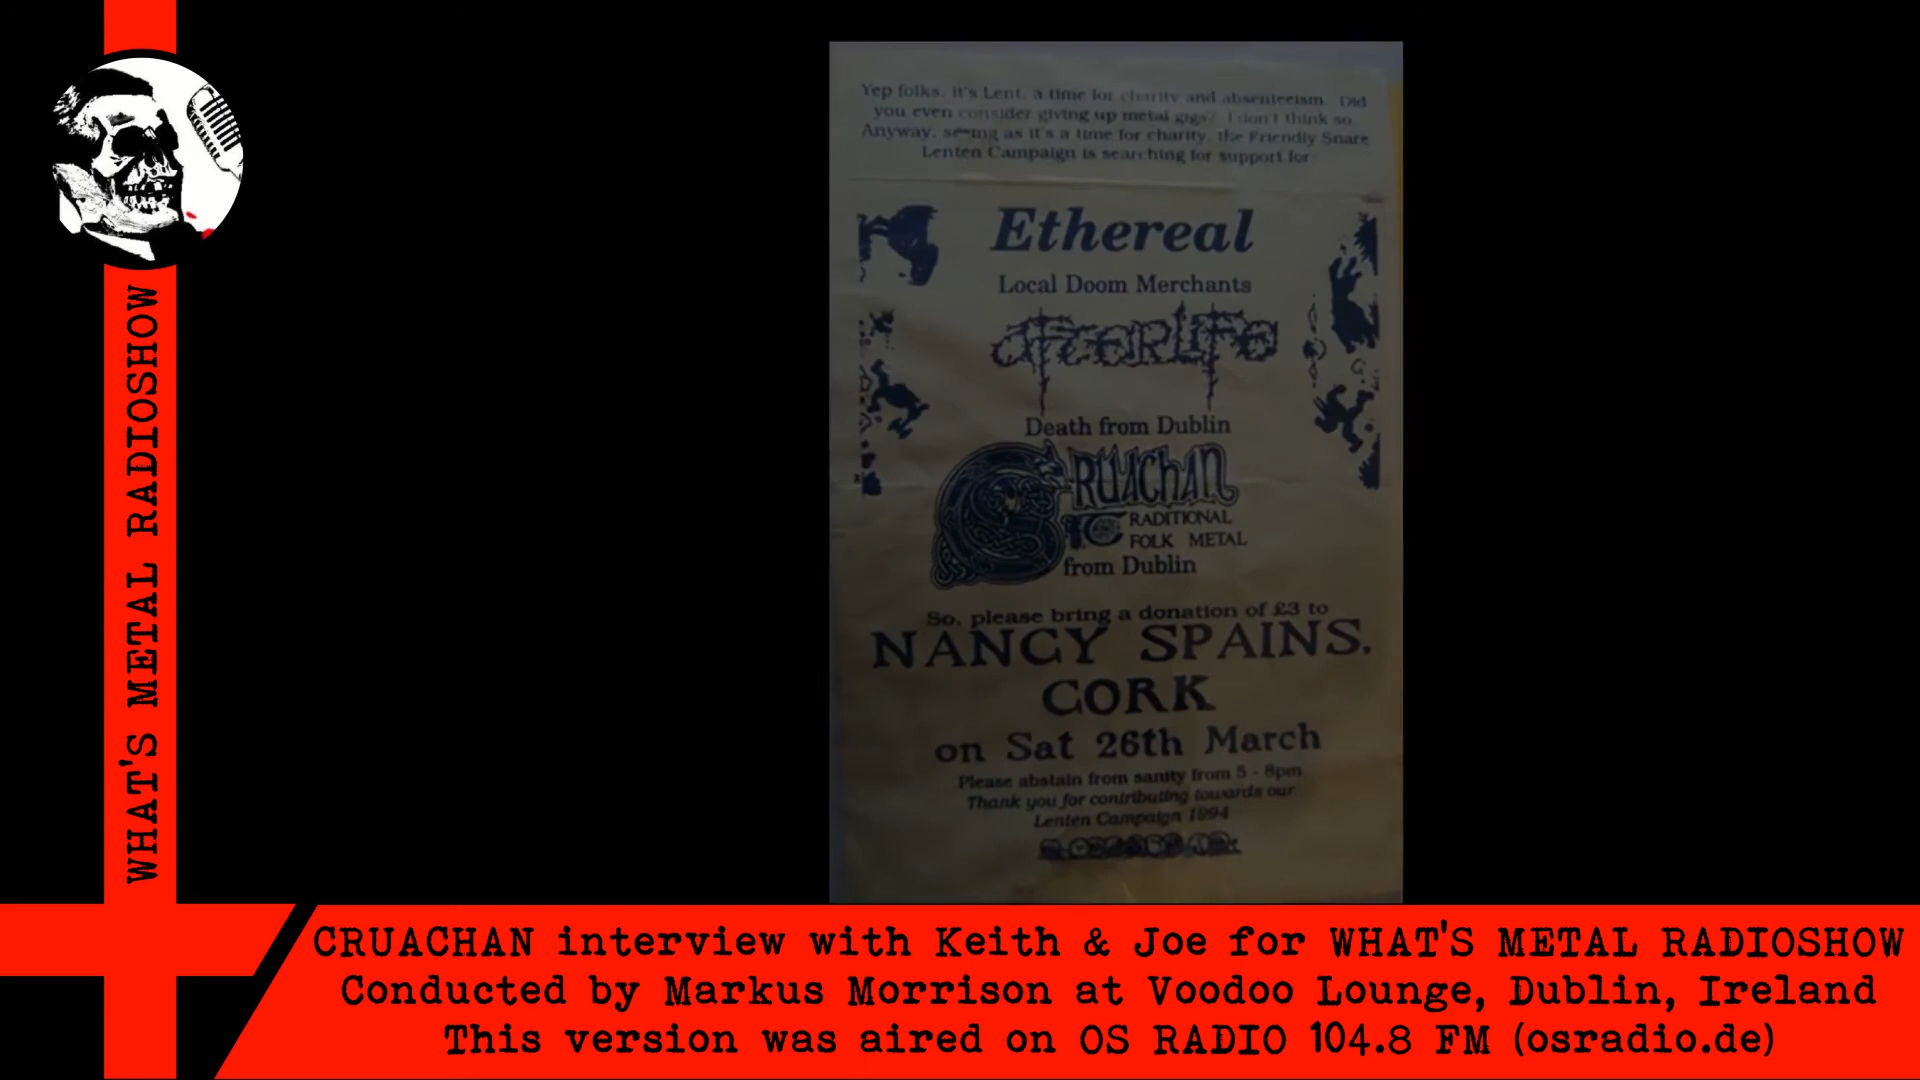 WHAT'S METAL RADIOSHOW
Yep folks, it's Lent, a time for charity and absenteeism. Did
you even consider giving up metal gigs? I don't think so.
Anyway, seeing as it's a time for charity, the Friendly Snare
Lenten Campaign is searching for support for
Ethereal
Local Doom Merchants
afterlife
Death from Dublin
CRUAChAN
TRADITIONAL
FOLK METAL
from Dublin
So, please bring a donation of £3 to
NANCY SPAINS,
CORK
on Sat 26th March
Please abstain from sanity from 5 - 8pm
Thank you for contributing towards our
Lenten Campaign 1994
CRUACHAN interview with Keith & Joe for WHAT'S METAL RADIOSHOW
Conducted by Markus Morrison at Voodoo Lounge, Dublin, Ireland
This version was aired on OS RADIO 104.8 FM (osradio.de)